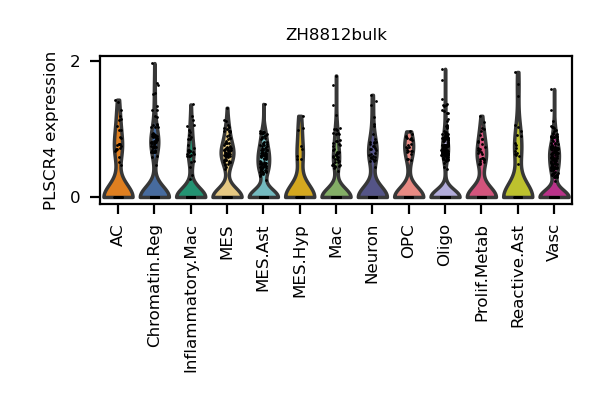 ZH8812bulk
PLSCR4 expression
2
0
AC
Chromatin.Reg
Inflammatory.Mac
MES
MES.Ast
MES.Hyp
Mac
Neuron
OPC
Oligo
Prolif.Metab
Reactive.Ast
Vasc